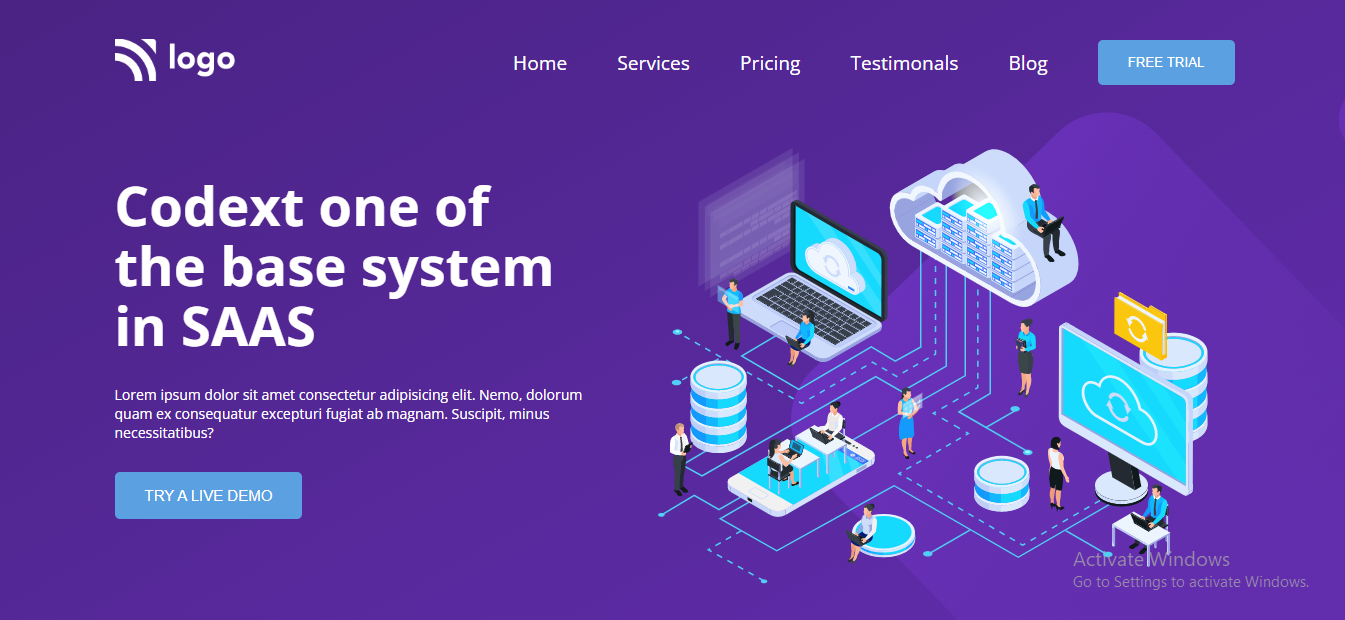 logo
Home
Services
Pricing
Testimonals
Blog
FREE TRIAL
Codext one of
the base system
in SAAS
Lorem ipsum dolor sit amet consectetur adipisicing elit. Nemo, dolorum
quam ex consequatur excepturi fugiat ab magnam. Suscipit, minus
necessitatibus?
TRY A LIVE DEMO
Activate Windows
Go to Settings to activate Windows.